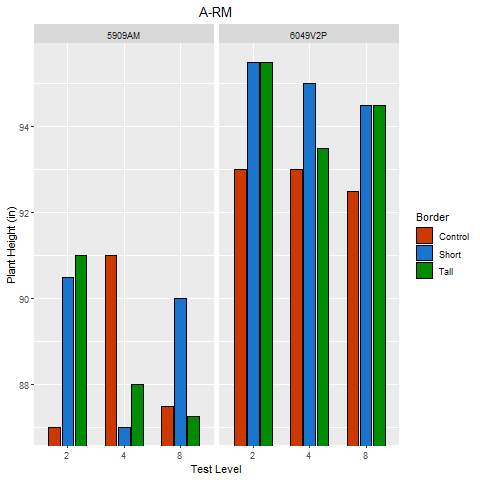 A-RM
5909AM 6049V2P
94
92
90
88
Plant Height (in)
2 4 8 2 4 8
Test Level
Border
Control
Short
Tall